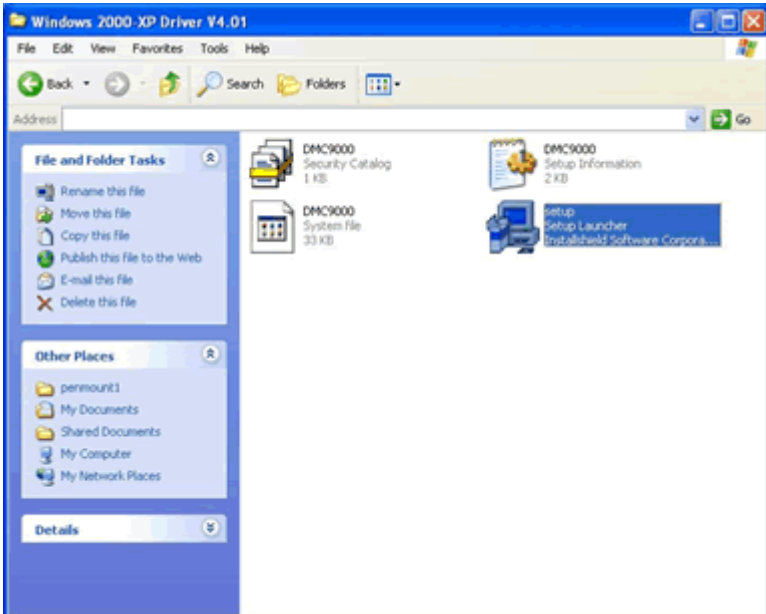 Windows 2000-XP Driver V4.01
File Edit View Favorites Tools Help
Back Search Folders
Address Go
File and Folder Tasks
Rename this file
Move this file
Copy this file
Publish this file to the Web
E-mail this file
Delete this file
Other Places
penmount1
My Documents
Shared Documents
My Computer
My Network Places
Details
DMC9000
Security Catalog
1 KB
DMC9000
Setup Information
2 KB
DMC9000
System file
33 KB
setup
Setup Launcher
InstallShield Software Corpora...